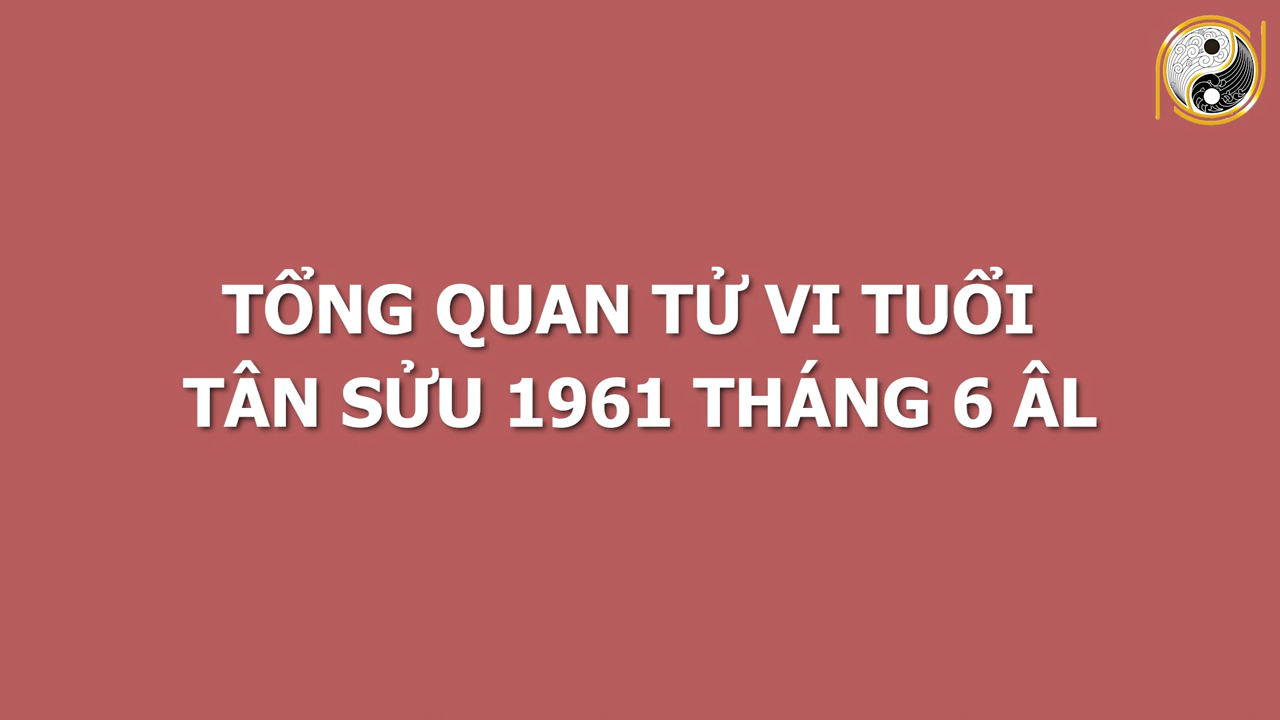 TỔNG QUAN TỬ VI TUỔI
TÂN SỬU 1961 THÁNG 6 ÂL